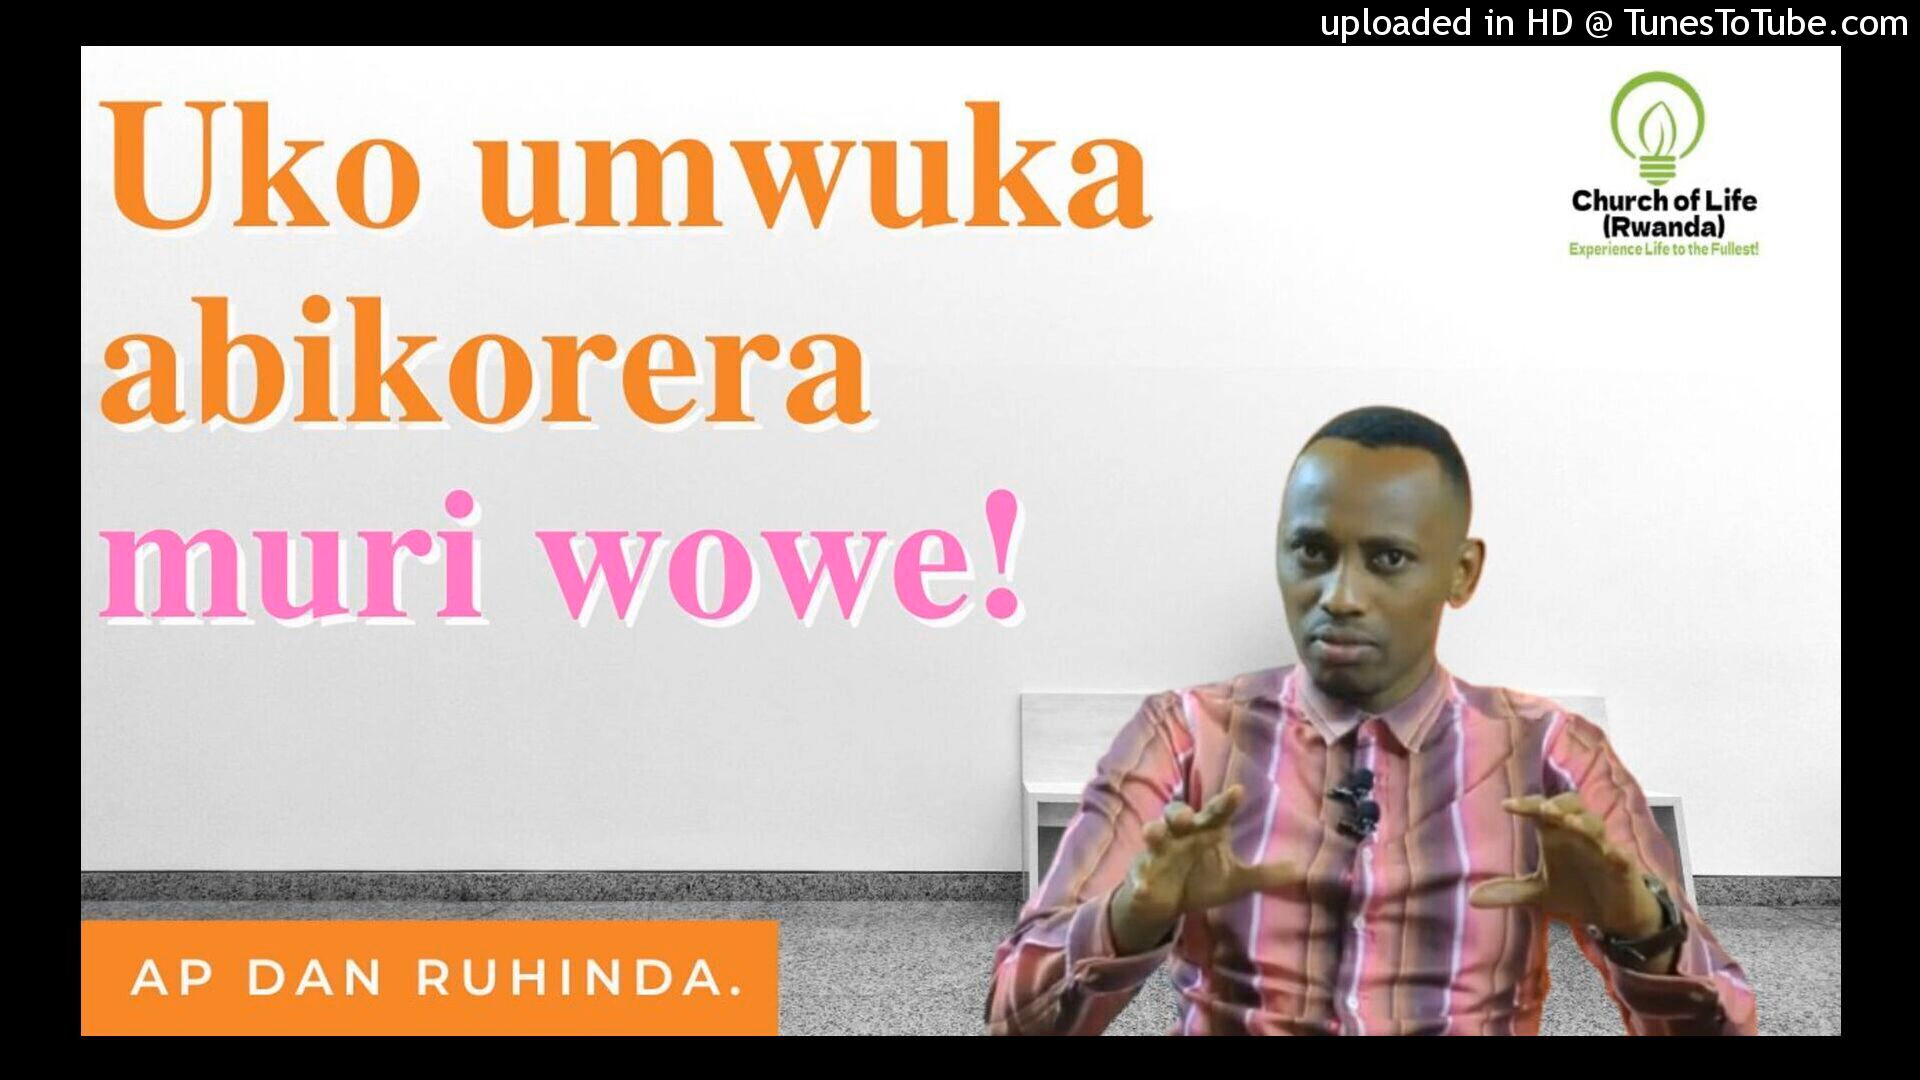 uploaded in HD @ TunesToTube.com
Uko umwuka
abikorera
muri wowe!
Church of Life
(Rwanda)
Experience Life to the Fullest!
AP DAN RUHINDA.